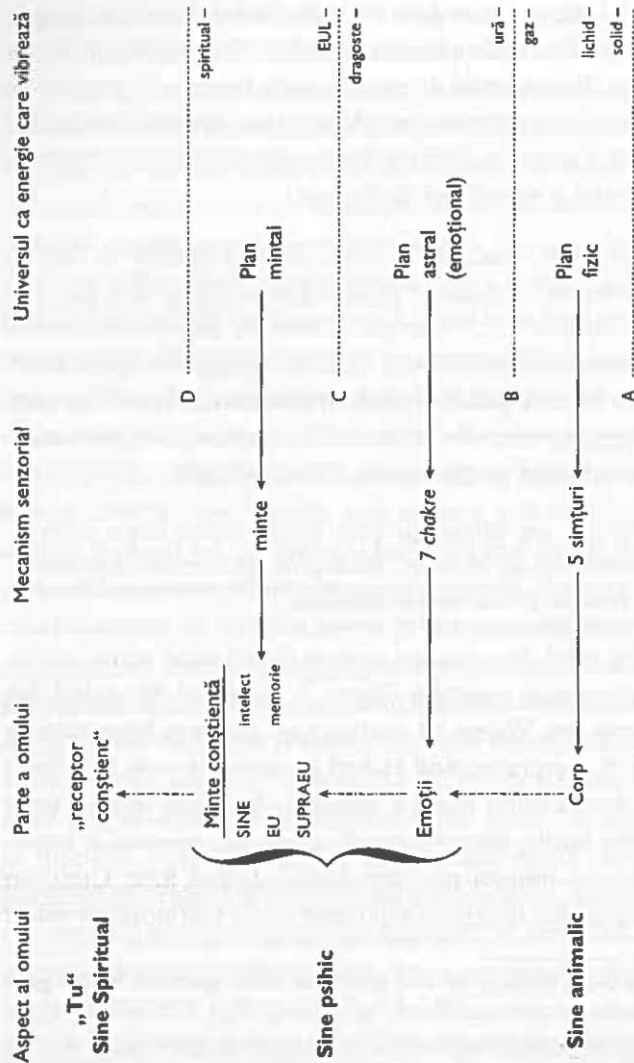 Aspect al omului
Parte a omului
Mecanism senzorial
Universul ca energie care vibrează
„Tu“
Sine Spiritual
„receptor
conștient“
D
spiritual –
Minte conștientă
SINE
intelect
EU
memorie
SUPRAEU
minte
Plan
mintal
Sine psihic
C
EUL
dragoste –
Emoții
7 chakre
Plan
astral
(emoțional)
B
ură –
gaz –
Sine animalic
Corp
5 simțuri
Plan
fizic
lichid –
solid
A